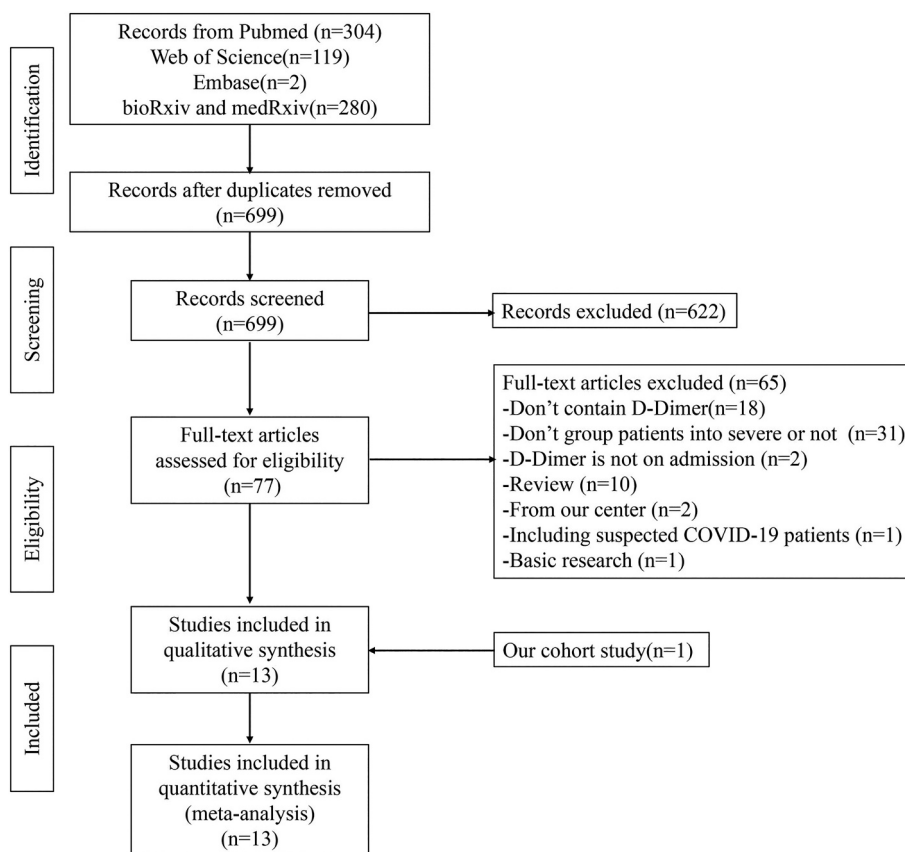 Identification
Records from Pubmed (n=304)
Web of Science(n=119)
Embase(n=2)
bioRxiv and medRxiv(n=280)
Records after duplicates removed
(n=699)
Screening
Records screened
(n=699)
Records excluded (n=622)
Eligibility
Full-text articles
assessed for eligibility
(n=77)
Full-text articles excluded (n=65)
-Don't contain D-Dimer(n=18)
-Don't group patients into severe or not (n=31)
-D-Dimer is not on admission (n=2)
-Review (n=10)
-From our center (n=2)
-Including suspected COVID-19 patients (n=1)
-Basic research (n=1)
Included
Studies included in
qualitative synthesis
(n=13)
Our cohort study(n=1)
Studies included in
quantitative synthesis
(meta-analysis)
(n=13)